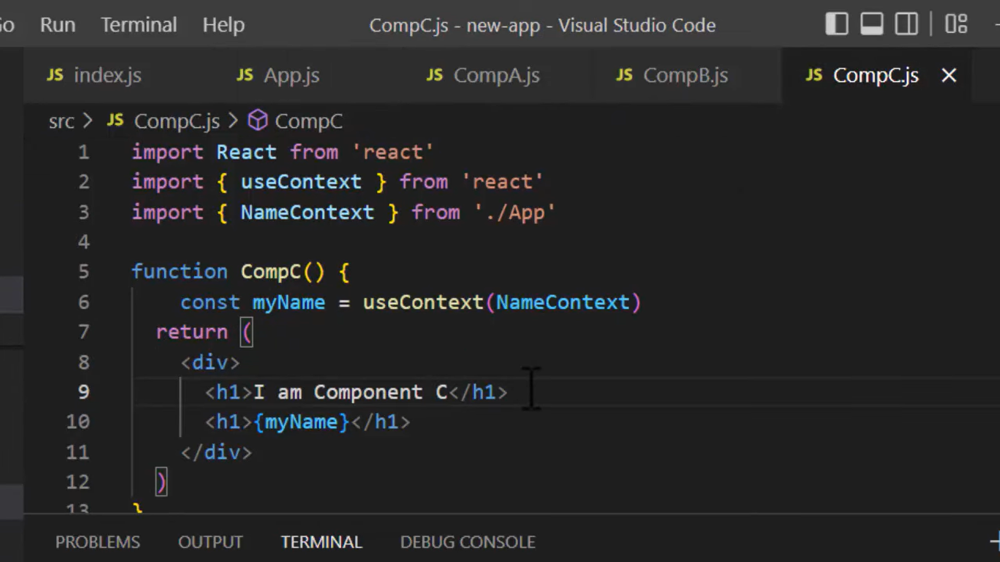 Run Terminal Help CompC.js - new-app - Visual Studio Code
JS index.js JS App.js JS CompA.js JS CompB.js JS CompC.js
src > JS CompC.js > CompC
1 import React from 'react'
2 import { useContext } from 'react'
3 import { NameContext } from './App'
4
5 function CompC() {
6 const myName = useContext(NameContext)
7 return (
8 <div>
9 <h1>I am Component C</h1>
10 <h1>{myName}</h1>
11 </div>
12 )
13 }
PROBLEMS OUTPUT TERMINAL DEBUG CONSOLE